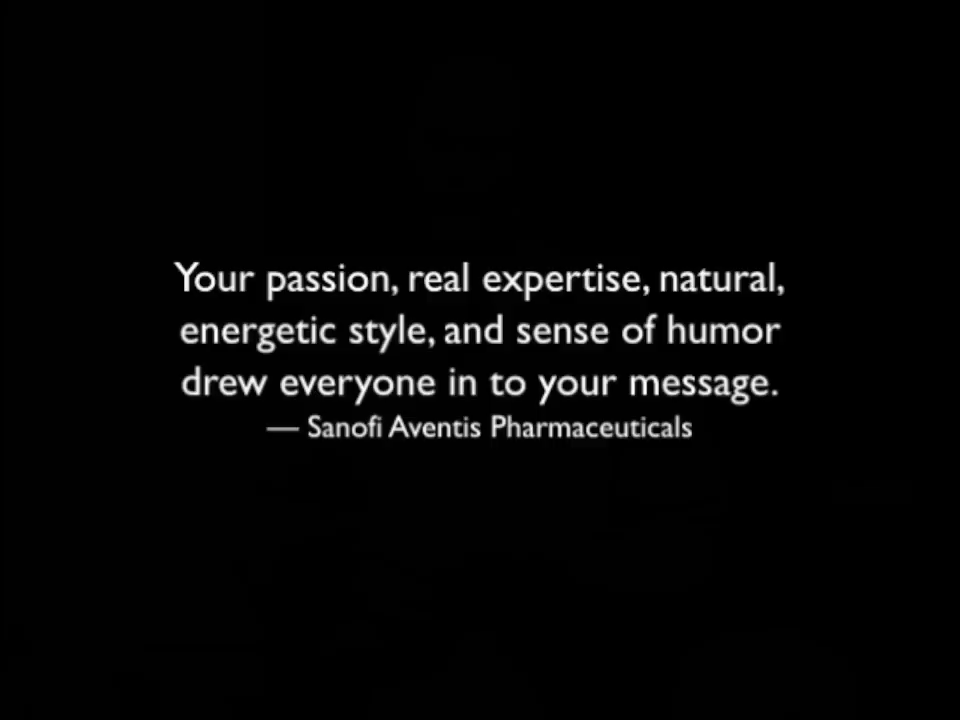 Your passion, real expertise, natural,
energetic style, and sense of humor
drew everyone in to your message.
— Sanofi Aventis Pharmaceuticals